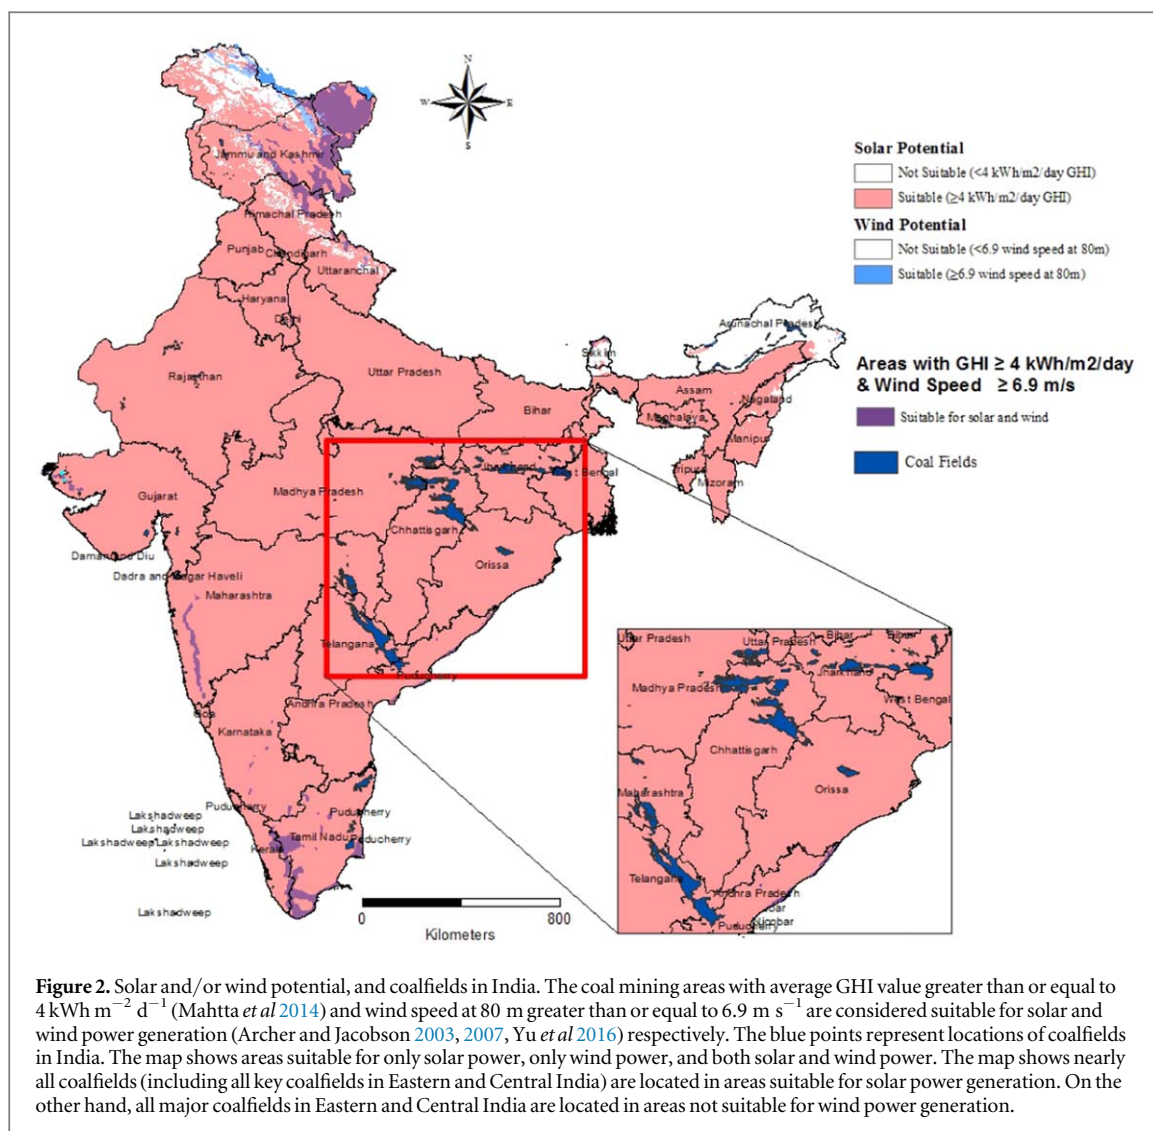 N
W
E
S
Solar Potential
Not Suitable (<4 kWh/m2/day GHI)
Suitable (≥4 kWh/m2/day GHI)
Wind Potential
Not Suitable (<6.9 wind speed at 80m)
Suitable (≥6.9 wind speed at 80m)
Areas with GHI ≥ 4 kWh/m2/day
& Wind Speed ≥ 6.9 m/s
Suitable for solar and wind
Coal Fields
Jammu and Kashmir
Himachal Pradesh
Punjab
Chandigarh
Uttaranchal
Haryana
Delhi
Arunachal Pradesh
Sikkim
Rajasthan
Uttar Pradesh
Assam
Nagaland
Bihar
Meghalaya
Manipur
Jharkhand
West Bengal
Tripura
Mizoram
Gujarat
Madhya Pradesh
Chhattisgarh
Daman and Diu
Orissa
Dadra and Nagar Haveli
Maharashtra
Telangana
Puducherry
Goa
Andhra Pradesh
Karnataka
Puducherry
Puducherry
Lakshadweep
Lakshadweep
Tamil Nadu
Puducherry
Lakshadweep
Lakshadweep
Kerala
Lakshadweep
Lakshadweep
0
800
Kilometers
Uttar Pradesh
Uttar Pradesh
Bihar
Bihar
Jharkhand
Madhya Pradesh
West Bengal
Chhattisgarh
Maharashtra
Orissa
Telangana
Andhra Pradesh
Puducherry
Nicobar
Figure 2. Solar and/or wind potential, and coalfields in India. The coal mining areas with average GHI value greater than or equal to
4 kWh m−2 d−1 (Mahtta et al 2014) and wind speed at 80 m greater than or equal to 6.9 m s−1 are considered suitable for solar and
wind power generation (Archer and Jacobson 2003, 2007, Yu et al 2016) respectively. The blue points represent locations of coalfields
in India. The map shows areas suitable for only solar power, only wind power, and both solar and wind power. The map shows nearly
all coalfields (including all key coalfields in Eastern and Central India) are located in areas suitable for solar power generation. On the
other hand, all major coalfields in Eastern and Central India are located in areas not suitable for wind power generation.